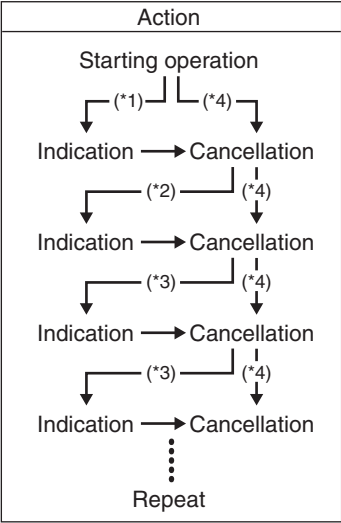 Action
Starting operation
(*1) (*4)
Indication Cancellation
(*2) (*4)
Indication Cancellation
(*3) (*4)
Indication Cancellation
(*3) (*4)
Indication Cancellation
Repeat